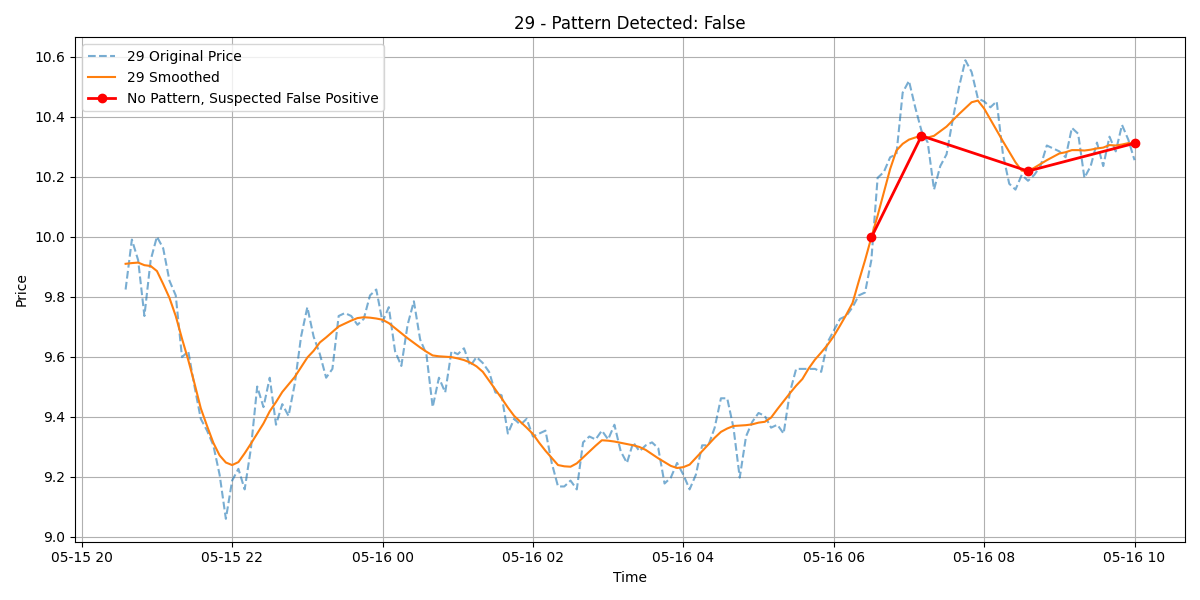 29 - Pattern Detected: False
29 Original Price
29 Smoothed
No Pattern, Suspected False Positive
Price
10.6
10.4
10.2
10.0
9.8
9.6
9.4
9.2
9.0
05-15 20
05-15 22
05-16 00
05-16 02
05-16 04
05-16 06
05-16 08
05-16 10
Time